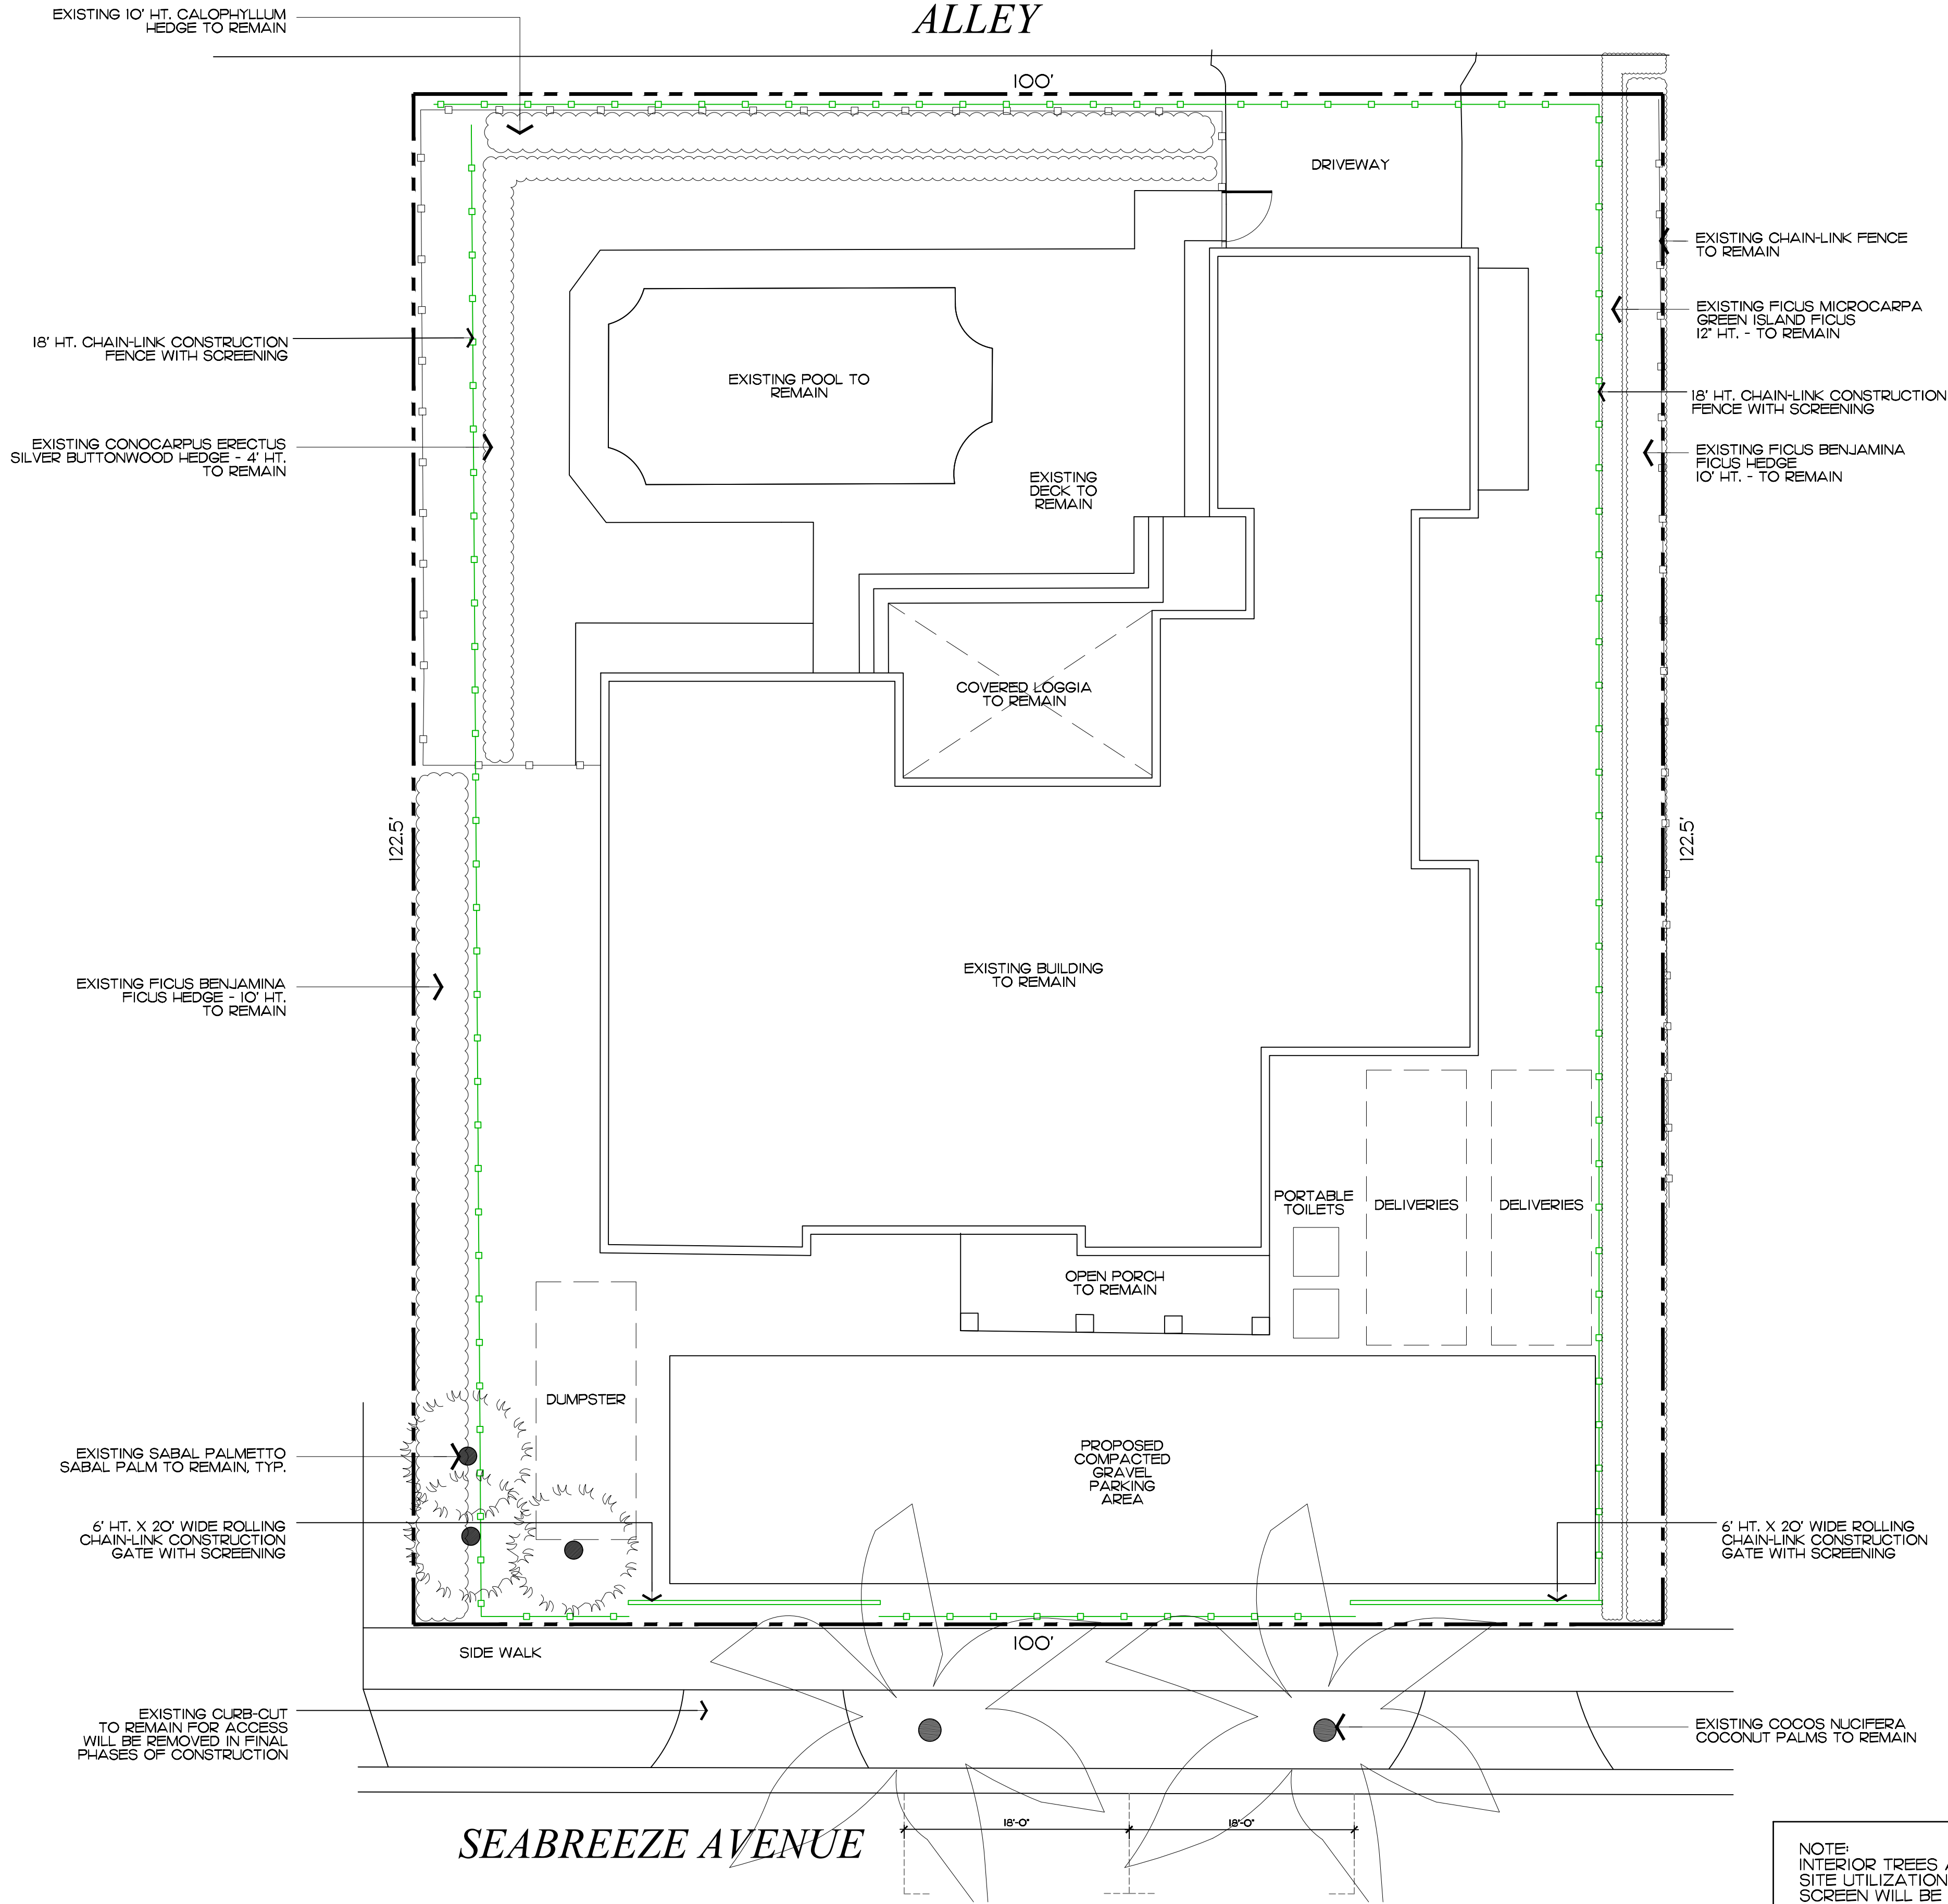 EXISTING 10' HT. CALOPHYLLUM
HEDGE TO REMAIN
ALLEY
100'
DRIVEWAY
EXISTING CHAIN-LINK FENCE
TO REMAIN
EXISTING FICUS MICROCARPA
GREEN ISLAND FICUS
12" HT. - TO REMAIN
18' HT. CHAIN-LINK CONSTRUCTION
FENCE WITH SCREENING
EXISTING POOL TO
REMAIN
18' HT. CHAIN-LINK CONSTRUCTION
FENCE WITH SCREENING
EXISTING CONOCARPUS ERECTUS
SILVER BUTTONWOOD HEDGE - 4' HT.
TO REMAIN
EXISTING
DECK TO
REMAIN
EXISTING FICUS BENJAMINA
FICUS HEDGE
10' HT. - TO REMAIN
COVERED LOGGIA
TO REMAIN
122.5'
122.5'
EXISTING FICUS BENJAMINA
FICUS HEDGE - 10' HT.
TO REMAIN
EXISTING BUILDING
TO REMAIN
PORTABLE
TOILETS
DELIVERIES
DELIVERIES
OPEN PORCH
TO REMAIN
DUMPSTER
EXISTING SABAL PALMETTO
SABAL PALM TO REMAIN, TYP.
PROPOSED
COMPACTED
GRAVEL
PARKING
AREA
6' HT. X 20' WIDE ROLLING
CHAIN-LINK CONSTRUCTION
GATE WITH SCREENING
6' HT. X 20' WIDE ROLLING
CHAIN-LINK CONSTRUCTION
GATE WITH SCREENING
SIDE WALK
100'
EXISTING CURB-CUT
TO REMAIN FOR ACCESS
WILL BE REMOVED IN FINAL
PHASES OF CONSTRUCTION
EXISTING COCOS NUCIFERA
COCONUT PALMS TO REMAIN
18'-0"
18'-0"
SEABREEZE AVENUE
NOTE:
INTERIOR TREES
SITE UTILIZATION
SCREEN WILL BE